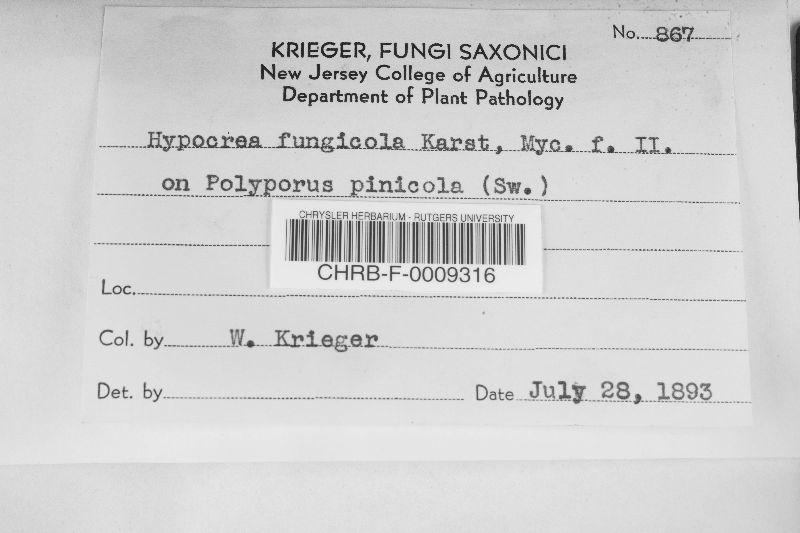 No. 867
KRIEGER, FUNGI SAXONICI
New Jersey College of Agriculture
Department of Plant Pathology
Hypocrea fungicola Karst, Myc. f. II.
on Polyporus pinicola (Sw.)
CHRYSLER HERBARIUM - RUTGERS UNIVERSITY
CHRB-F-0009316
Loc.
Col. by W. Krieger
Det. by Date July 28, 1893